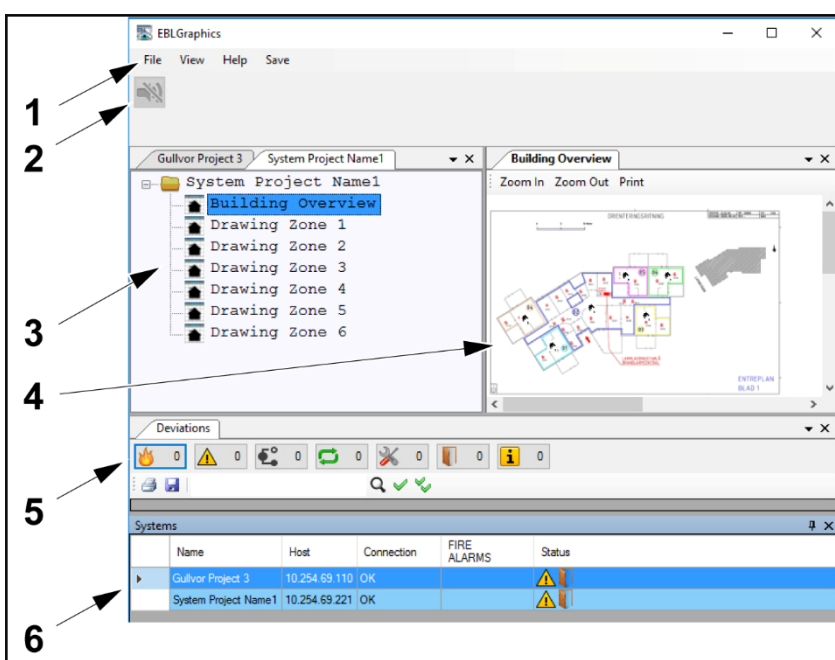 EBLGraphics
File View Help Save
1
2
Gullvor Project 3 System Project Name1
Building Overview
Zoom In Zoom Out Print
System Project Name1
Building Overview
Drawing Zone 1
Drawing Zone 2
Drawing Zone 3
Drawing Zone 4
Drawing Zone 5
Drawing Zone 6
ORIENTERINGSRITNING
ENTREPLAN
BLAD 1
3
4
Deviations
0 0 0 0 0 0 0
5
Systems
Name Host Connection FIRE ALARMS Status
Gullvor Project 3 10.254.69.110 OK
System Project Name1 10.254.69.221 OK
6